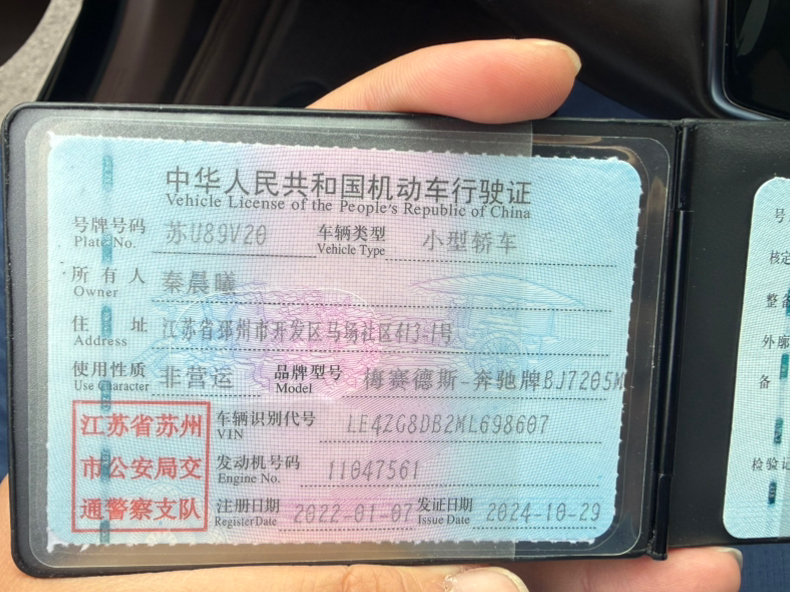 中华人民共和国机动车行驶证
Vehicle License of the People's Republic of China
号牌号码 苏U89V20 车辆类型 小型轿车
Plate No. Vehicle Type
所有人 秦晨曦
Owner
住址 江苏省邳州市开发区马场社区413-1号
Address
使用性质 非营运 品牌型号 梅赛德斯-奔驰牌BJ7205M
Use Character Model
江苏省苏州
市公安局交
通警察支队
车辆识别代号 LE4ZG8DB2ML698607
VIN
发动机号码 11047561
Engine No.
注册日期 2022-01-07 发证日期 2024-10-29
Register Date Issue Date
号
核定
整备
外廓
备
检验记